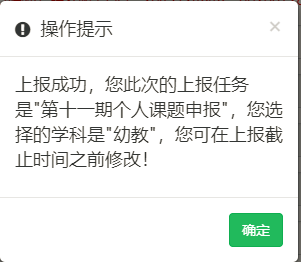 操作提示
×
上报成功，您此次的上报任务
是"第十一期个人课题申报"，您选
择的学科是"幼教"，您可在上报截
止时间之前修改！
确定